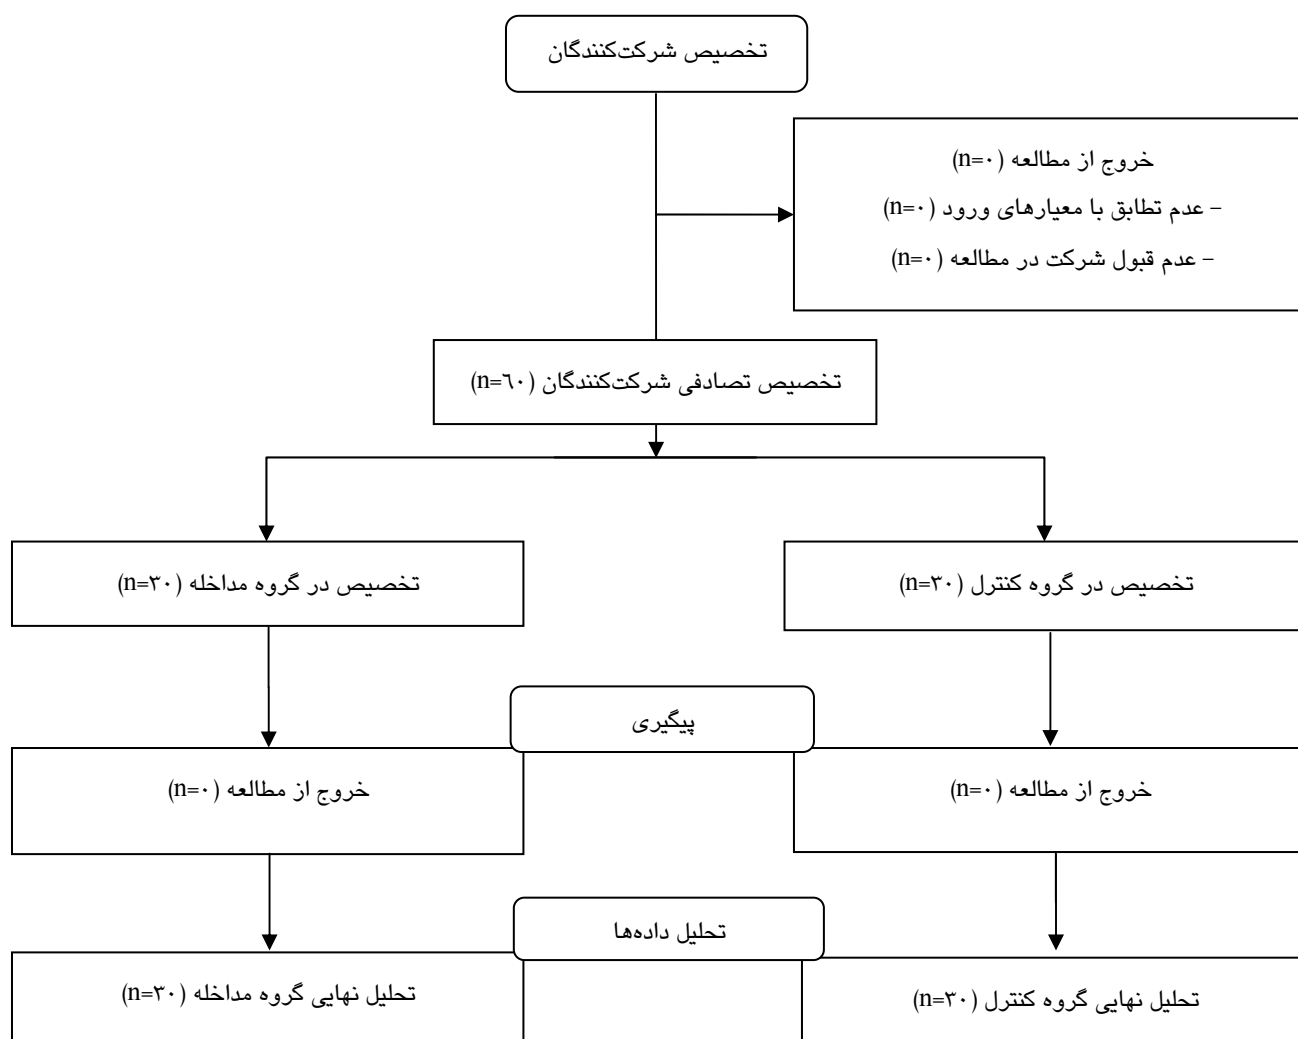 تخصیص شرکت‌کنندگان
خروج از مطالعه (n=۰)
- عدم تطابق با معیارهای ورود (n=۰)
- عدم قبول شرکت در مطالعه (n=۰)
تخصیص تصادفی شرکت‌کنندگان (n=٦۰)
تخصیص در گروه کنترل (n=۳۰)
تخصیص در گروه مداخله (n=۳۰)
پیگیری
خروج از مطالعه (n=۰)
خروج از مطالعه (n=۰)
تحلیل داده‌ها
تحلیل نهایی گروه کنترل (n=۳۰)
تحلیل نهایی گروه مداخله (n=۳۰)